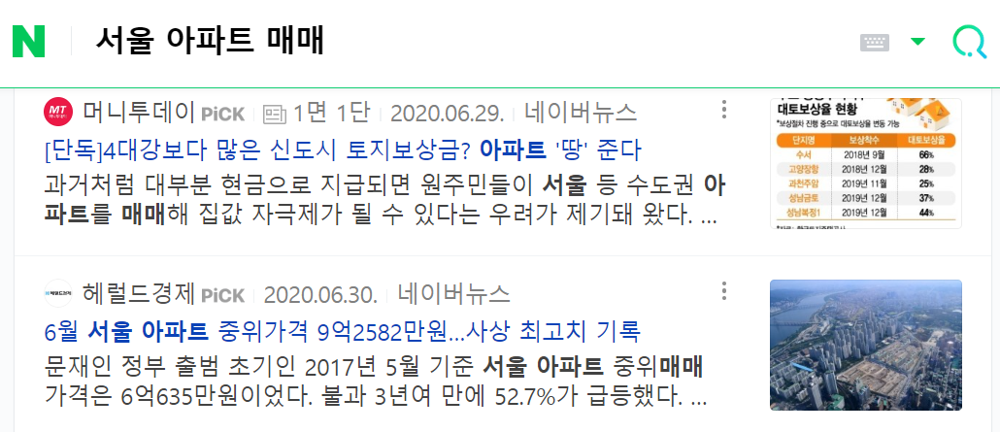 N
서울 아파트 매매
MT
머니투데이 PiCK 1면 1단 2020.06.29. 네이버뉴스
[단독]4대강보다 많은 신도시 토지보상금? 아파트 '땅' 준다
과거처럼 대부분 현금으로 지급되면 원주민들이 서울 등 수도권 아
파트를 매매해 집값 자극제가 될 수 있다는 우려가 제기돼 왔다. ...
대토보상율 현황
*보상절차 진행 중으로 대토보상율 변동 가능
단지명 보상착수 대토보상율
수서 2018년 9월 66%
고양장항 2018년 12월 28%
과천주암 2019년 11월 25%
성남금토 2019년 12월 37%
성남복정1 2019년 12월 44%
헤럴드경제 PiCK 2020.06.30. 네이버뉴스
6월 서울 아파트 중위가격 9억2582만원...사상 최고치 기록
문재인 정부 출범 초기인 2017년 5월 기준 서울 아파트 중위매매
가격은 6억635만원이었다. 불과 3년여 만에 52.7%가 급등했다. ...